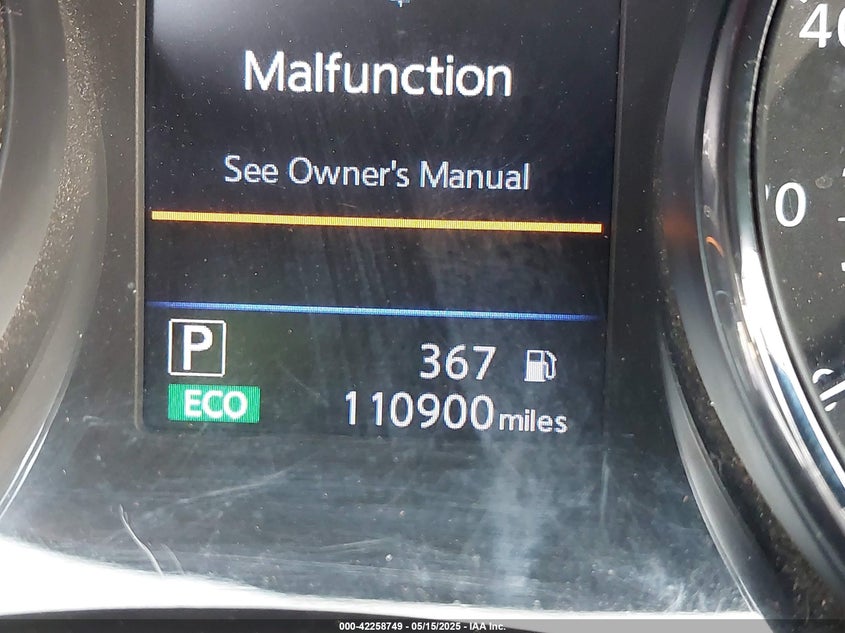 Malfunction
See Owner's Manual
P
367
ECO
110900 miles
000-42258749 - 05/15/2025 - IAA Inc.